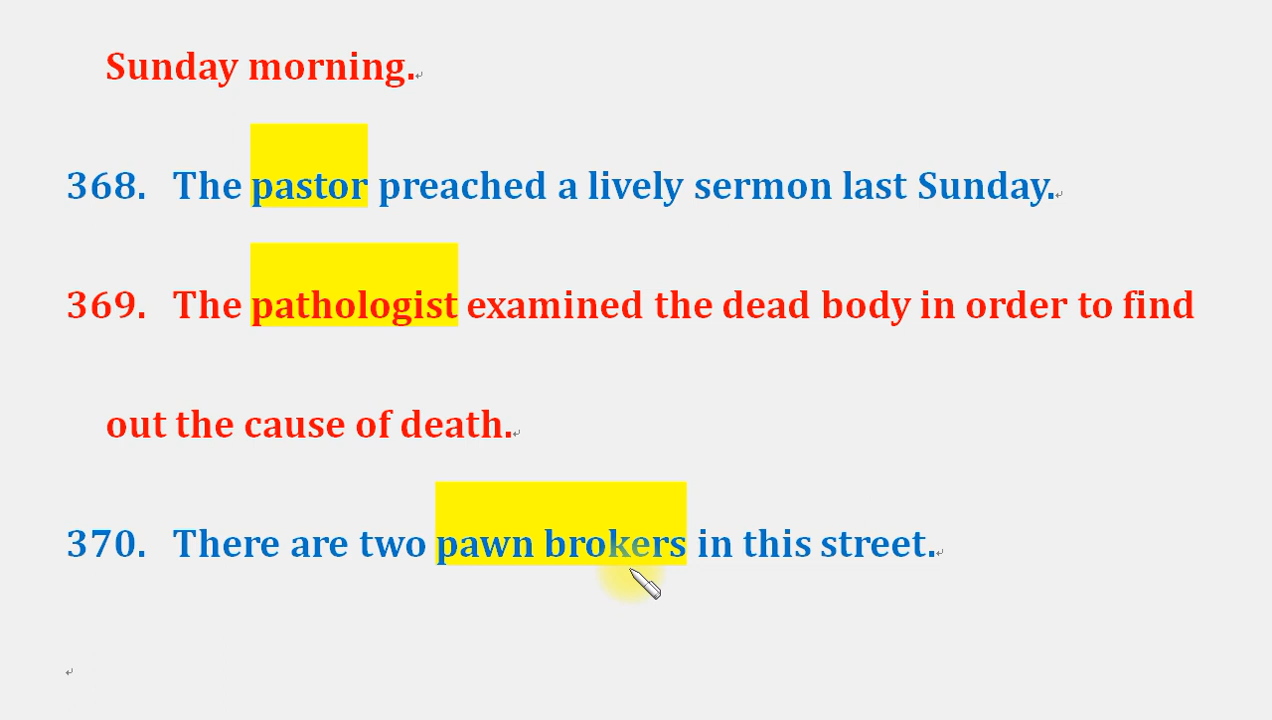 Sunday morning.
368. The pastor preached a lively sermon last Sunday.
369. The pathologist examined the dead body in order to find
out the cause of death.
370. There are two pawn brokers in this street.